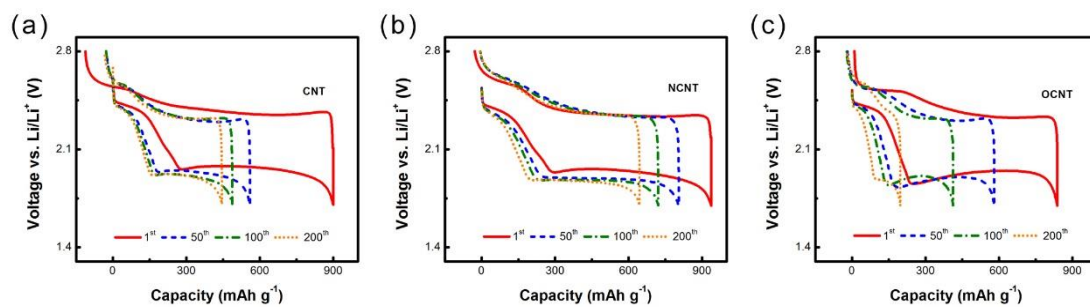 (a)
Voltage vs. Li/Li⁺ (V)
2.8
2.1
1.4
CNT
1ˢᵗ 50ᵗʰ 100ᵗʰ 200ᵗʰ
0 300 600 900
Capacity (mAh g⁻¹)
(b)
Voltage vs. Li/Li⁺ (V)
2.8
2.1
1.4
NCNT
1ˢᵗ 50ᵗʰ 100ᵗʰ 200ᵗʰ
0 300 600 900
Capacity (mAh g⁻¹)
(c)
Voltage vs. Li/Li⁺ (V)
2.8
2.1
1.4
OCNT
1ˢᵗ 50ᵗʰ 100ᵗʰ 200ᵗʰ
0 300 600 900
Capacity (mAh g⁻¹)